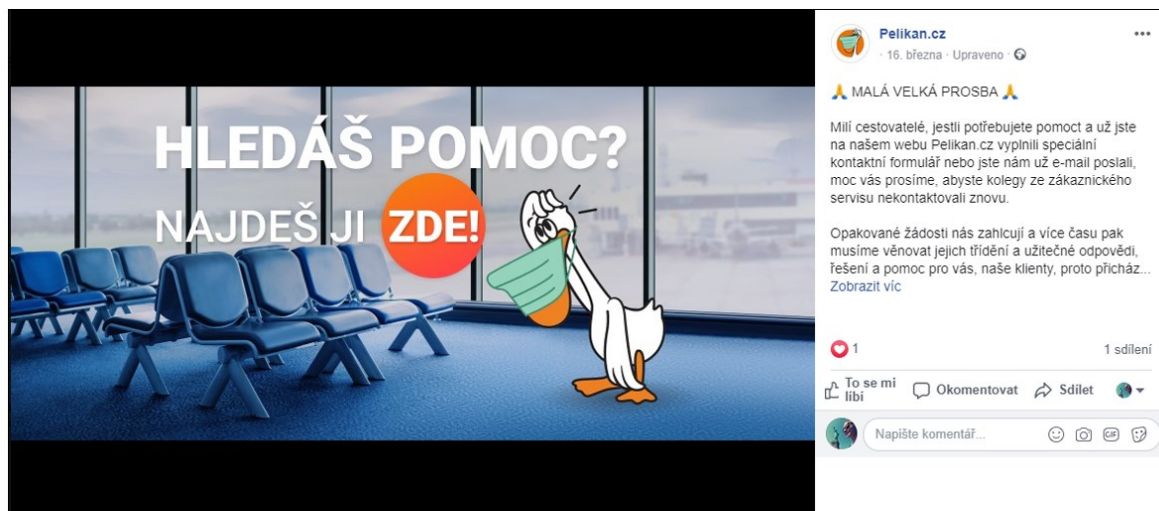 HLEDÁŠ POMOC?
NAJDEŠ JI ZDE!
Pelikan.cz
· 16. března · Upraveno ·
🙏 MALÁ VELKÁ PROSBA 🙏
Milí cestovatelé, jestli potřebujete pomoct a už jste
na našem webu Pelikan.cz vyplnili speciální
kontaktní formulář nebo jste nám už e-mail poslali,
moc vás prosíme, abyste kolegy ze zákaznického
servisu nekontaktovali znovu.
Opakované žádosti nás zahlcují a více času pak
musíme věnovat jejich třídění a užitečné odpovědi,
řešení a pomoc pro vás, naše klienty, proto přicház...
Zobrazit víc
1
1 sdílení
To se mi
líbí
Okomentovat
Sdílet
Napište komentář...
GIF